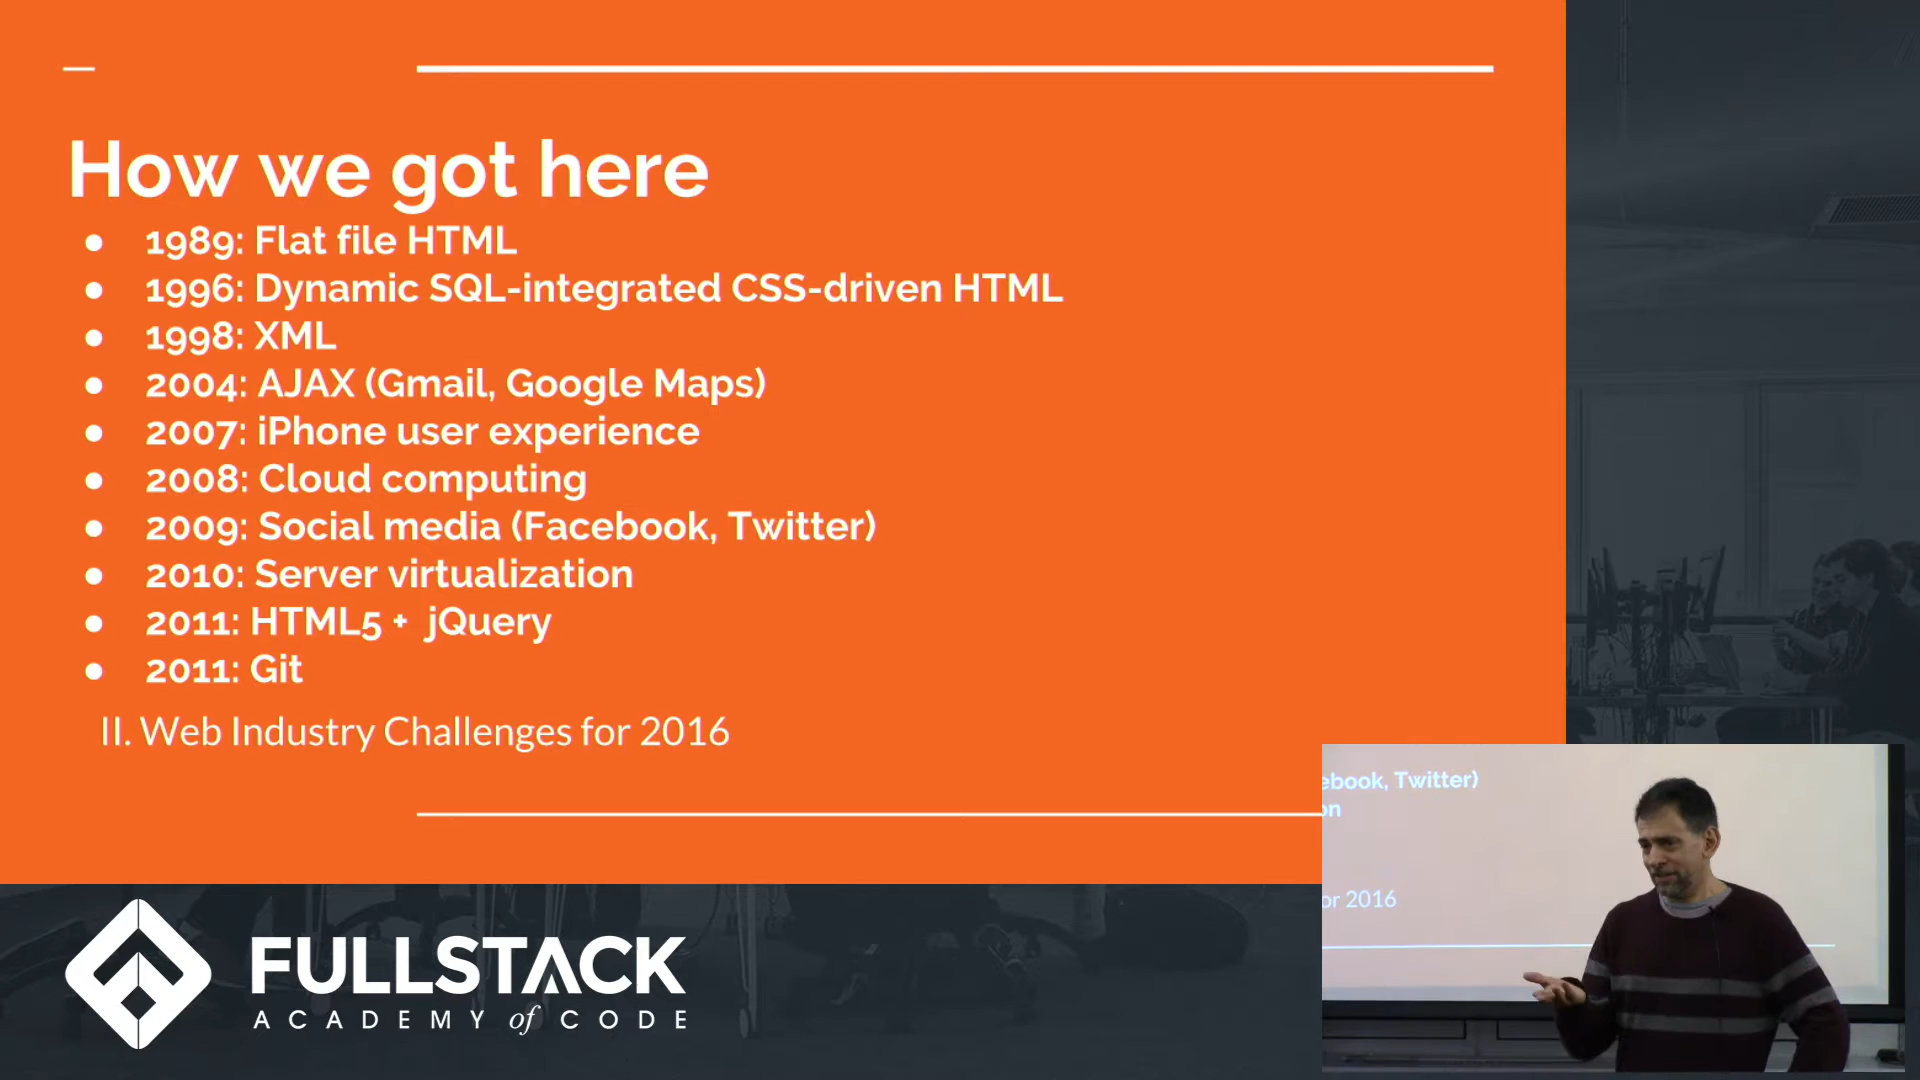 How we got here
● 1989: Flat file HTML
● 1996: Dynamic SQL-integrated CSS-driven HTML
● 1998: XML
● 2004: AJAX (Gmail, Google Maps)
● 2007: iPhone user experience
● 2008: Cloud computing
● 2009: Social media (Facebook, Twitter)
● 2010: Server virtualization
● 2011: HTML5 + jQuery
● 2011: Git
II. Web Industry Challenges for 2016
ebook, Twitter)
on
or 2016
FULLSTACK
ACADEMY of CODE